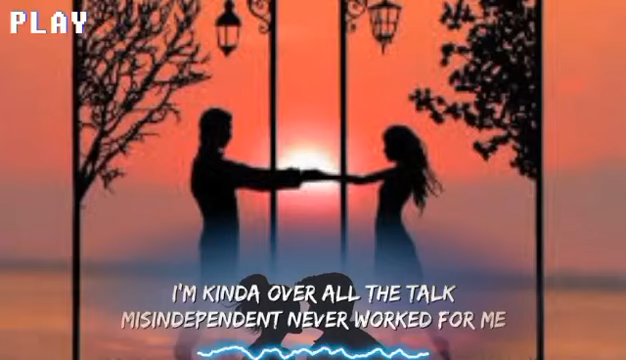 PLAY
I'M KINDA OVER ALL THE TALK
MISINDEPENDENT NEVER WORKED FOR ME